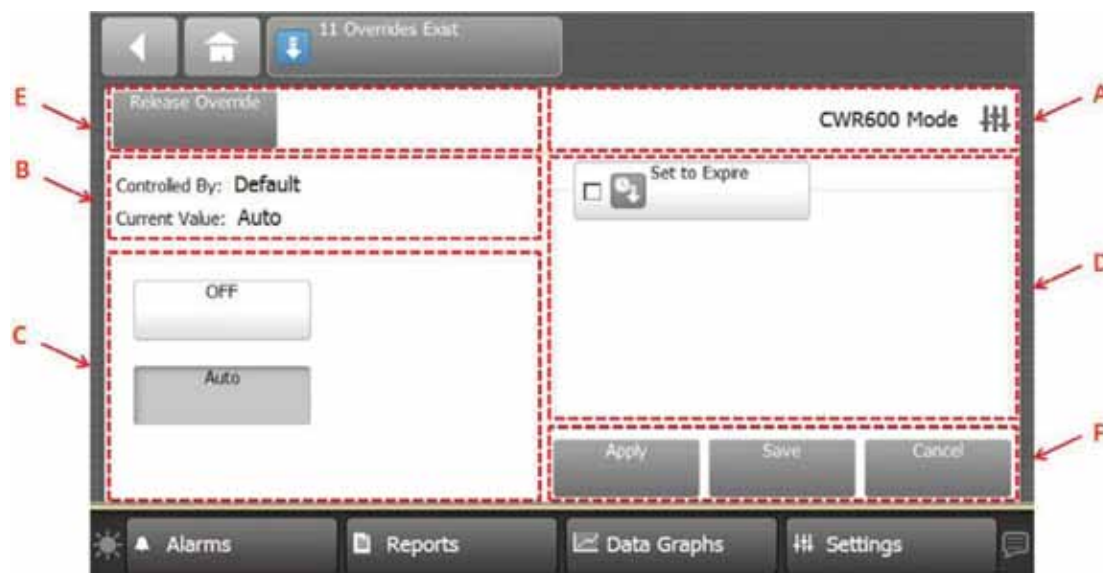 11 Overrides Exist
E
Release Override
A
CWR600 Mode
B
Controlled By: Default
Current Value: Auto
Set to Expire
D
OFF
C
Auto
F
Apply
Save
Cancel
Alarms
Reports
Data Graphs
Settings